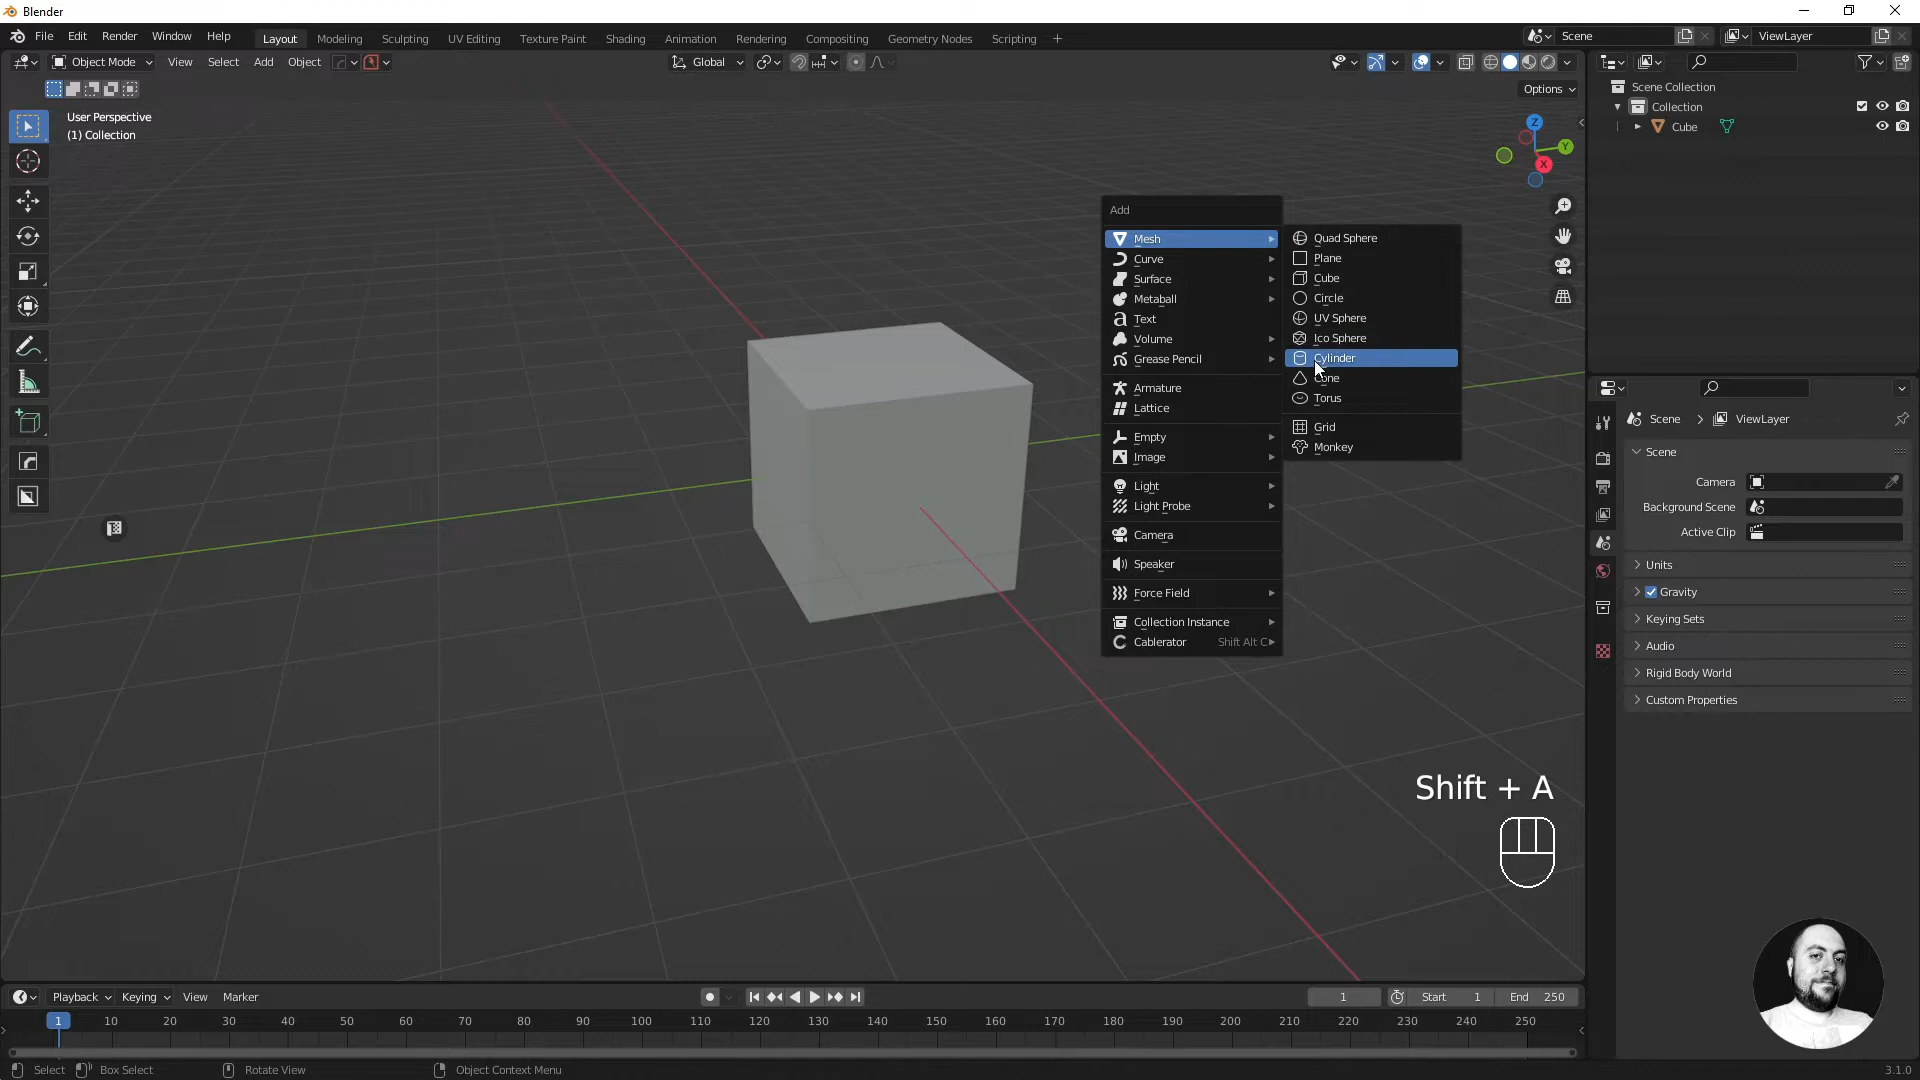 Blender
File Edit Render Window Help
Layout Modeling Sculpting UV Editing Texture Paint Shading Animation Rendering Compositing Geometry Nodes Scripting +
Scene
ViewLayer
Object Mode View Select Add Object
Global
Options
User Perspective
(1) Collection
Z
Y
X
Scene Collection
Collection
Cube
Add
Mesh
Curve
Surface
Metaball
Text
Volume
Grease Pencil
Armature
Lattice
Empty
Image
Light
Light Probe
Camera
Speaker
Force Field
Collection Instance
Cablerator Shift Alt C
Quad Sphere
Plane
Cube
Circle
UV Sphere
Ico Sphere
Cylinder
Cone
Torus
Grid
Monkey
Scene > ViewLayer
Scene
Camera
Background Scene
Active Clip
Units
Gravity
Keying Sets
Audio
Rigid Body World
Custom Properties
Shift + A
Playback Keying View Marker
1 Start 1 End 250
1 10 20 30 40 50 60 70 80 90 100 110 120 130 140 150 160 170 180 190 200 210 220 230 240 250
Select Box Select Rotate View Object Context Menu
3.1.0